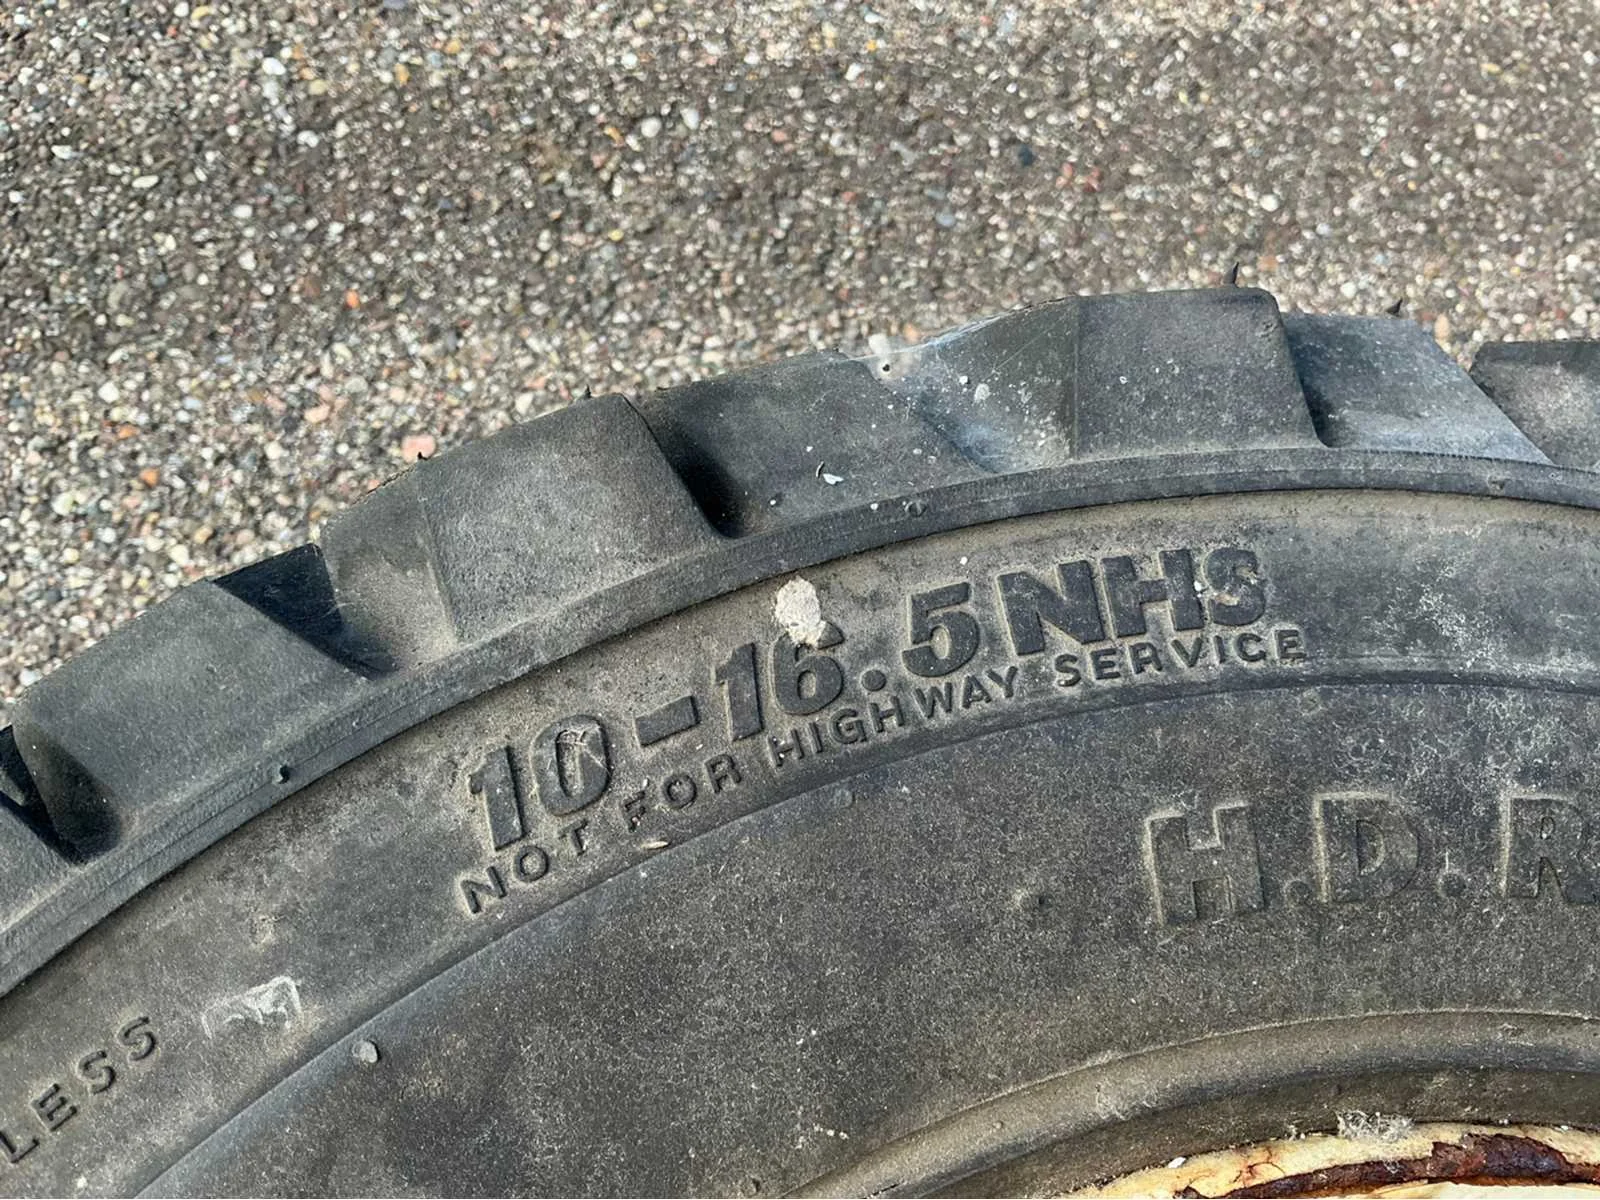 10-16.5NHS
NOT FOR HIGHWAY SERVICE
H.D.R
LESS